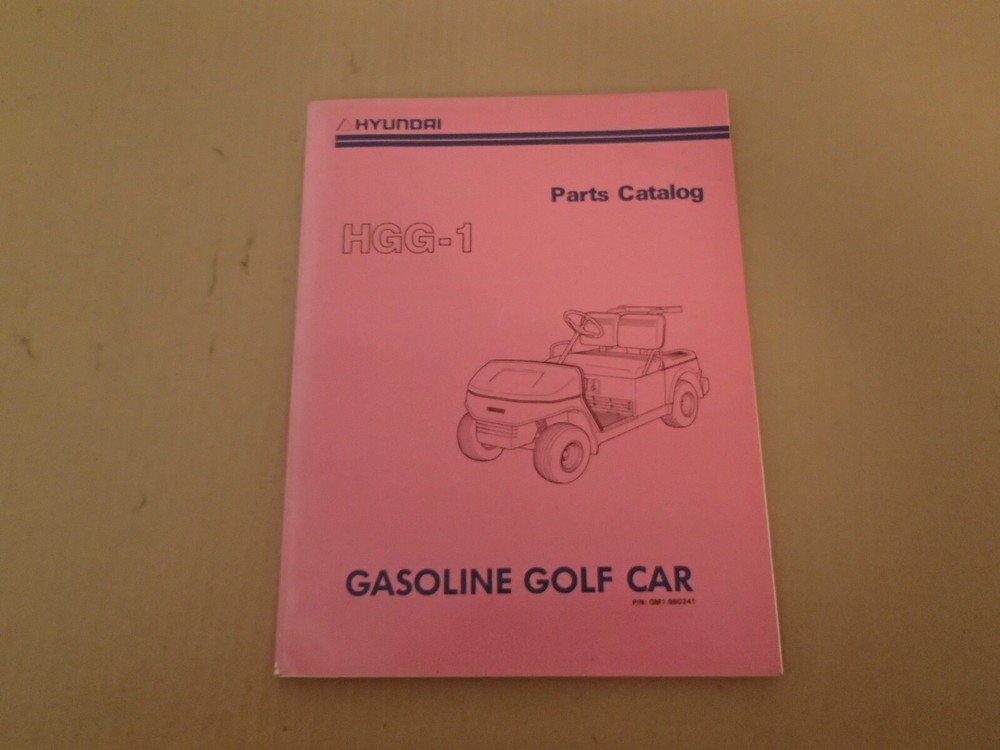 HYUNDAI
Parts Catalog
HGG-1
GASOLINE GOLF CAR
P/N: